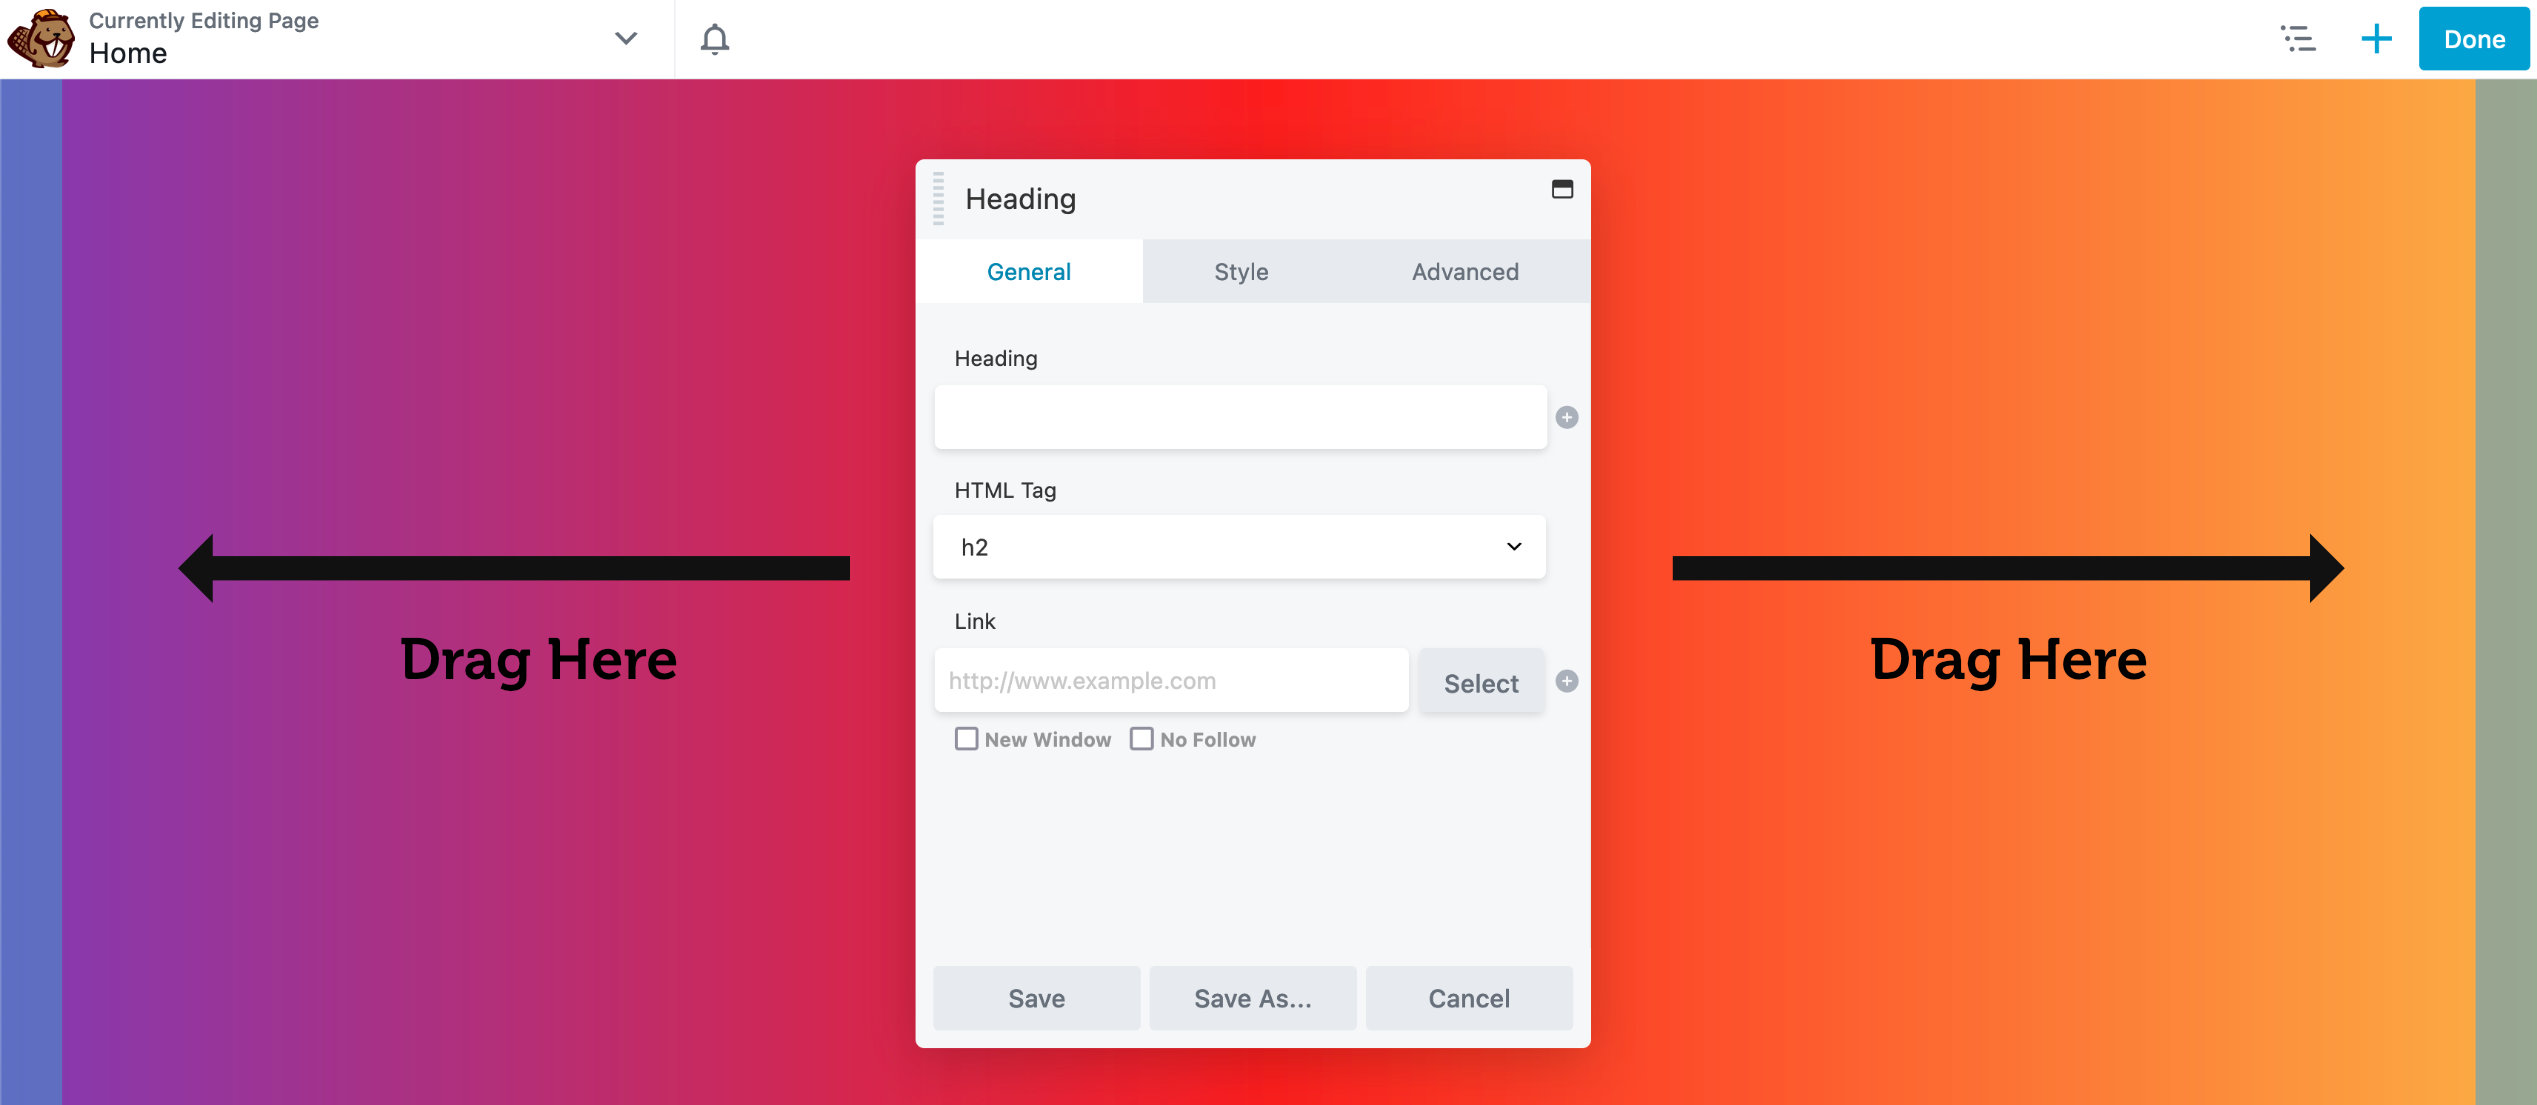 Currently Editing Page
Home
Done
Heading
General Style Advanced
Heading
HTML Tag
h2
Link
http://www.example.com Select
New Window No Follow
Drag Here
Drag Here
Save Save As... Cancel